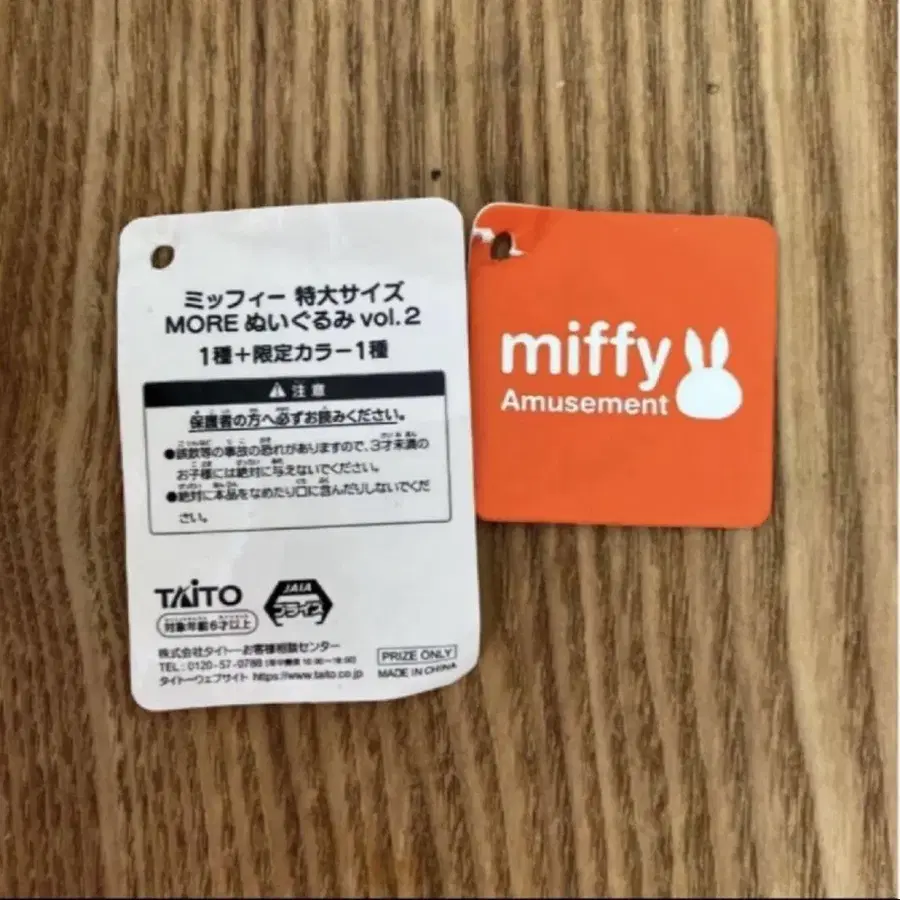 ミッフィー 特大サイズ
MORE ぬいぐるみ vol.2
1種+限定カラー1種
注意
保護者の方へ必ずお読みください。
●誤飲等の事故の恐れがありますので、3才未満の
お子様には絶対に与えないでください。
●絶対に本品をなめたり口に含んだりしないでくだ
さい。
TAITO
JAIA
プライズ
対象年齢6才以上
株式会社タイトーお客様相談センター
TEL:0120-57-0788
タイトーウェブサイト https://www.taito.co.jp
PRIZE ONLY
MADE IN CHINA
miffy
Amusement